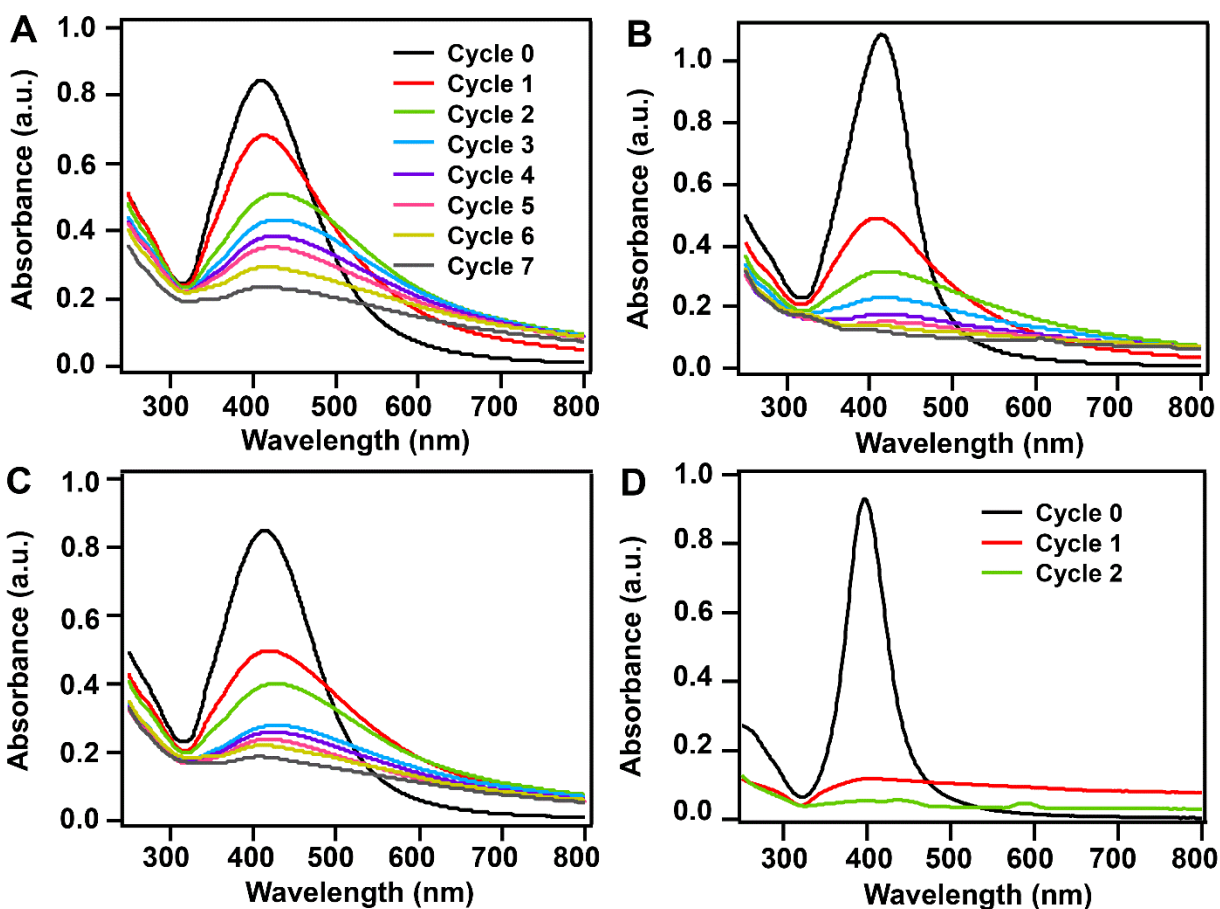 A
Absorbance (a.u.)
1.0
0.8
0.6
0.4
0.2
0.0
Cycle 0
Cycle 1
Cycle 2
Cycle 3
Cycle 4
Cycle 5
Cycle 6
Cycle 7
300 400 500 600 700 800
Wavelength (nm)
B
Absorbance (a.u.)
1.0
0.8
0.6
0.4
0.2
0.0
300 400 500 600 700 800
Wavelength (nm)
C
Absorbance (a.u.)
1.0
0.8
0.6
0.4
0.2
0.0
300 400 500 600 700 800
Wavelength (nm)
D
Absorbance (a.u.)
1.0
0.8
0.6
0.4
0.2
0.0
Cycle 0
Cycle 1
Cycle 2
300 400 500 600 700 800
Wavelength (nm)